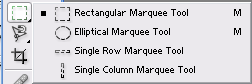 Rectangular Marquee Tool M
Elliptical Marquee Tool M
Single Row Marquee Tool
Single Column Marquee Tool